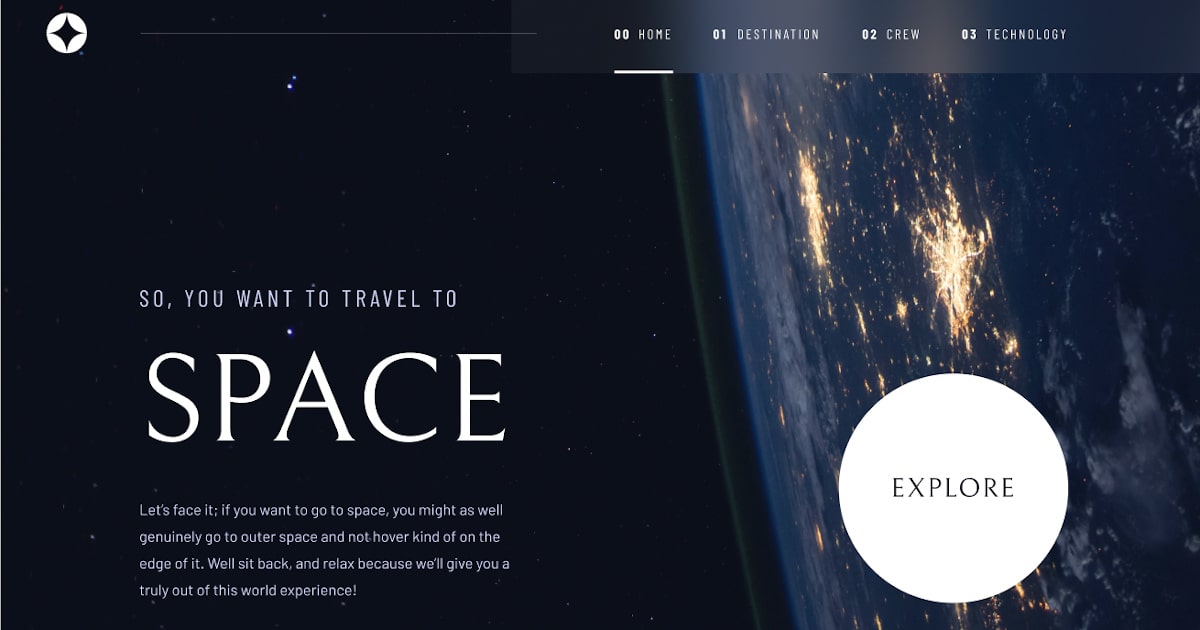 00 HOME 01 DESTINATION 02 CREW 03 TECHNOLOGY
SO, YOU WANT TO TRAVEL TO
SPACE
Let's face it; if you want to go to space, you might as well
genuinely go to outer space and not hover kind of on the
edge of it. Well sit back, and relax because we'll give you a
truly out of this world experience!
EXPLORE